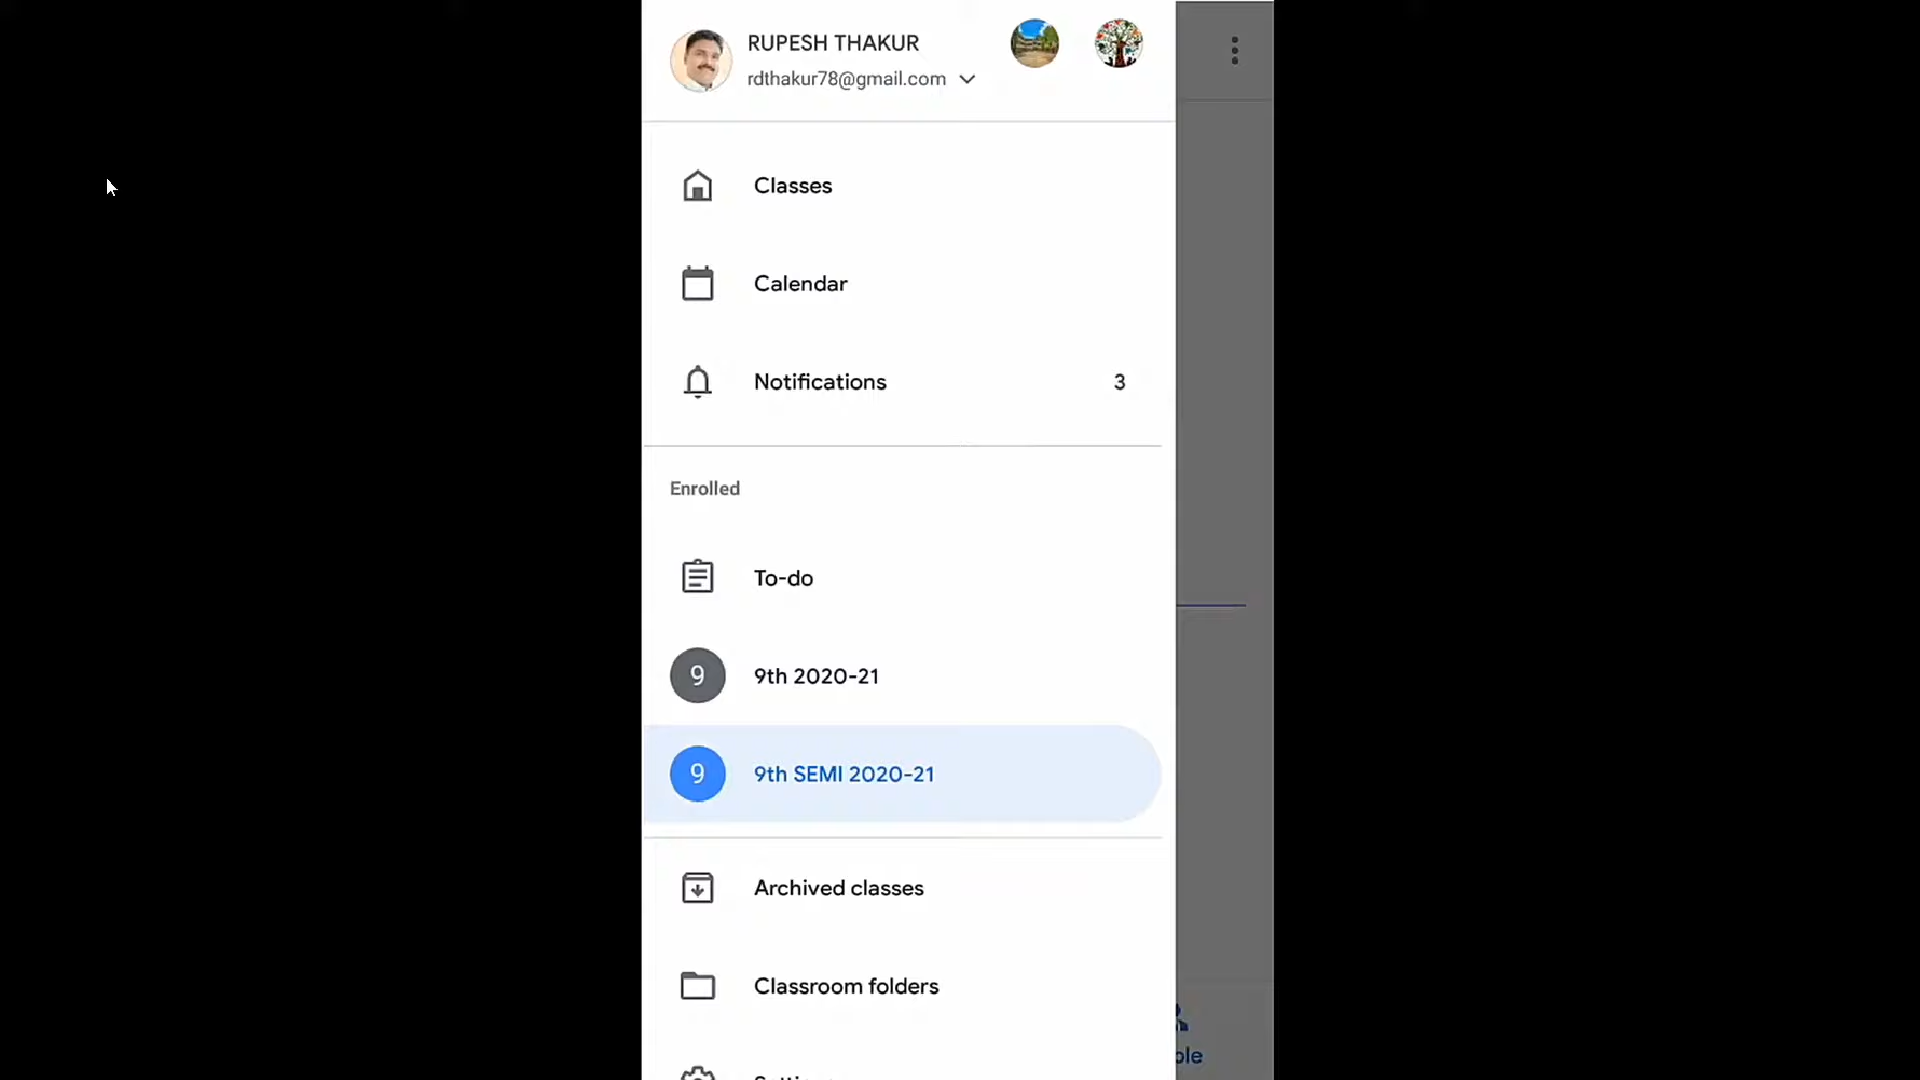 RUPESH THAKUR
rdthakur78@gmail.com
Classes
Calendar
Notifications 3
Enrolled
To-do
9 9th 2020-21
9 9th SEMI 2020-21
Archived classes
Classroom folders